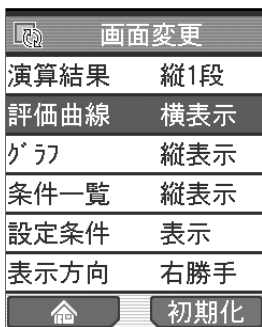 画面変更
演算結果 縦1段
評価曲線 横表示
グラフ 縦表示
条件一覧 縦表示
設定条件 表示
表示方向 右勝手
初期化